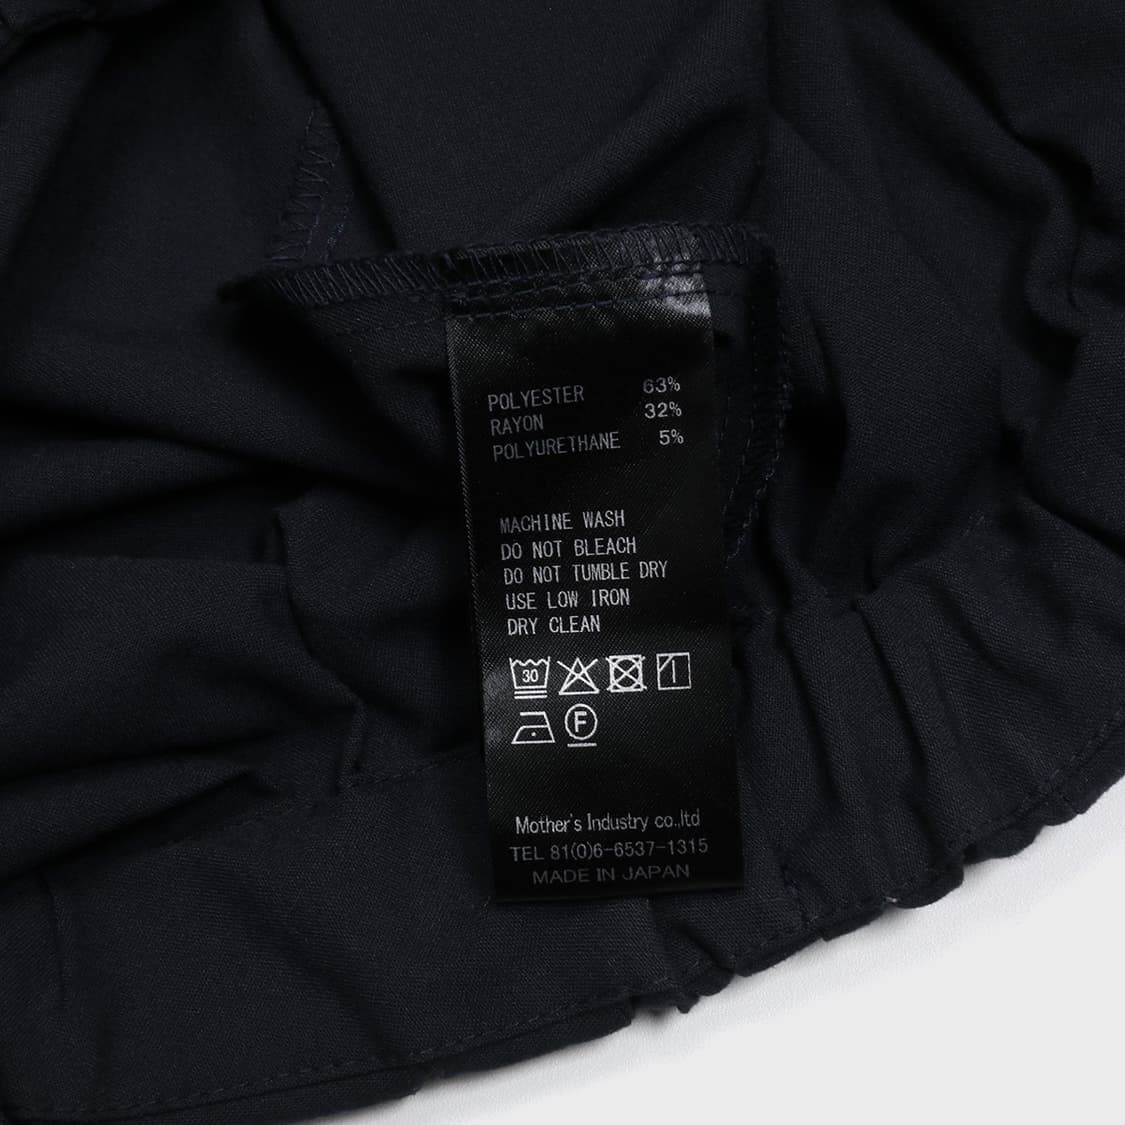 POLYESTER 63%
RAYON 32%
POLYURETHANE 5%
MACHINE WASH
DO NOT BLEACH
DO NOT TUMBLE DRY
USE LOW IRON
DRY CLEAN
30
F
Mother's Industry co.,ltd
TEL 81(0)6-6537-1315
MADE IN JAPAN